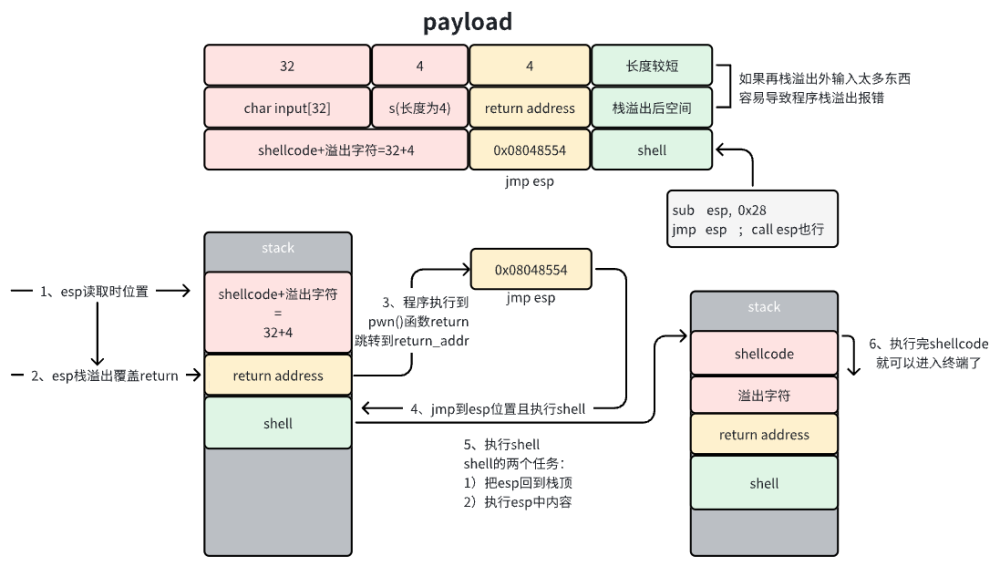 payload
32
4
4
长度较短
char input[32]
s(长度为4)
return address
栈溢出后空间
shellcode+溢出字符=32+4
0x08048554
shell
jmp esp
如果再栈溢出外输入太多东西
容易导致程序栈溢出报错
sub esp, 0x28
jmp esp ; call esp也行
stack
shellcode+溢出字符
=
32+4
return address
shell
1、esp读取时位置
2、esp栈溢出覆盖return
0x08048554
jmp esp
3、程序执行到
pwn()函数return
跳转到return_addr
4、jmp到esp位置且执行shell
5、执行shell
shell的两个任务：
1）把esp回到栈顶
2）执行esp中内容
stack
shellcode
溢出字符
return address
shell
6、执行完shellcode
就可以进入终端了